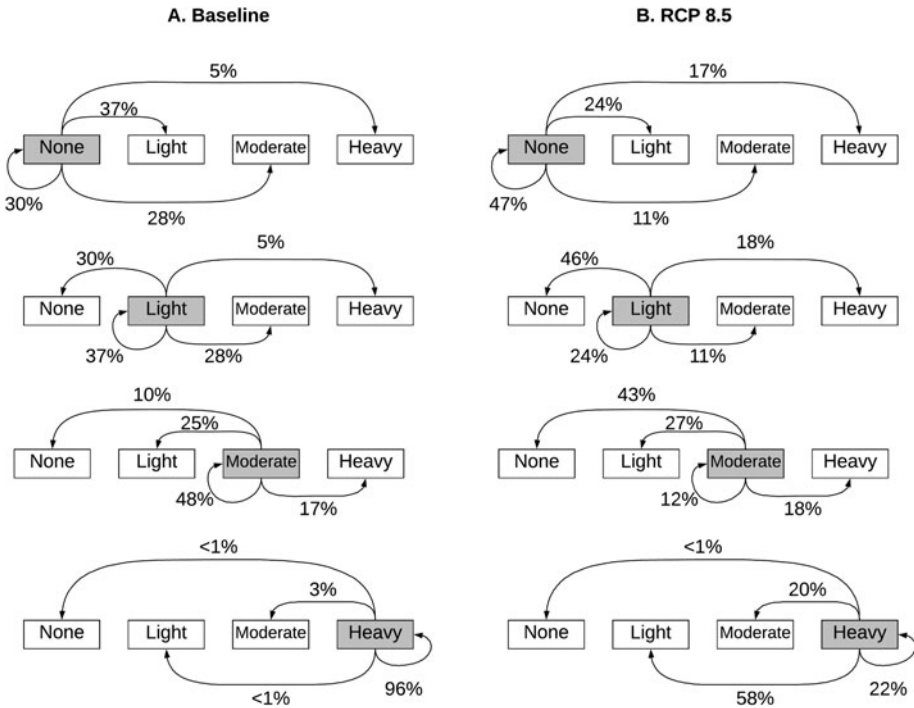 A. Baseline
5%
37%
None Light Moderate Heavy
30%
28%
30% 5%
None Light Moderate Heavy
37% 28%
10%
25%
None Light Moderate Heavy
48% 17%
<1%
3%
None Light Moderate Heavy
<1% 96%
B. RCP 8.5
17%
24%
None Light Moderate Heavy
47%
11%
46% 18%
None Light Moderate Heavy
24% 11%
43%
27%
None Light Moderate Heavy
12% 18%
<1%
20%
None Light Moderate Heavy
58% 22%